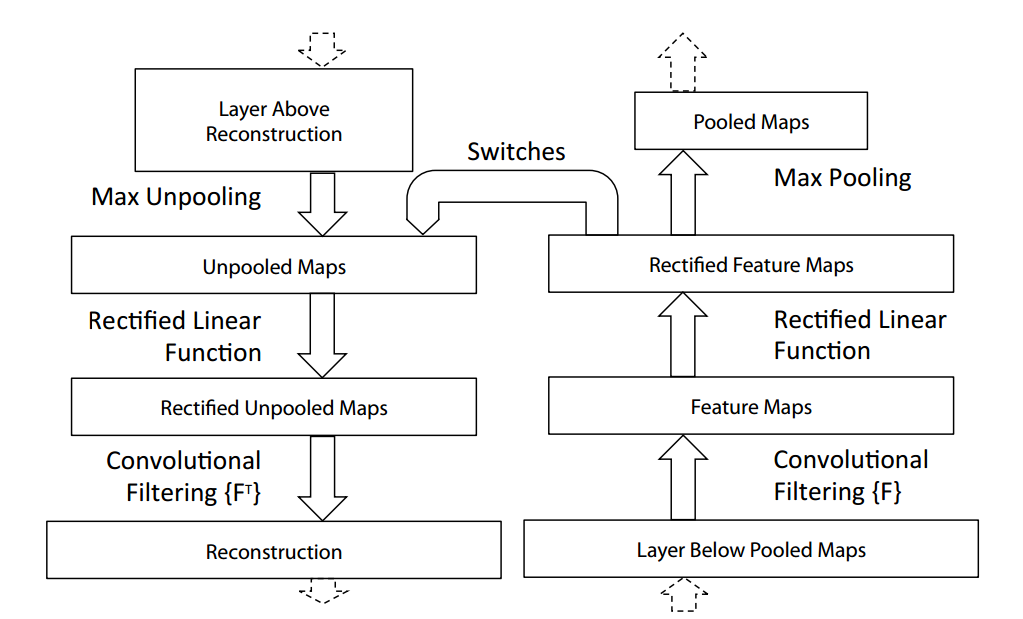 Layer Above
Reconstruction
Max Unpooling
Unpooled Maps
Rectified Linear
Function
Rectified Unpooled Maps
Convolutional
Filtering {Fᵀ}
Reconstruction
Switches
Pooled Maps
Max Pooling
Rectified Feature Maps
Rectified Linear
Function
Feature Maps
Convolutional
Filtering {F}
Layer Below Pooled Maps